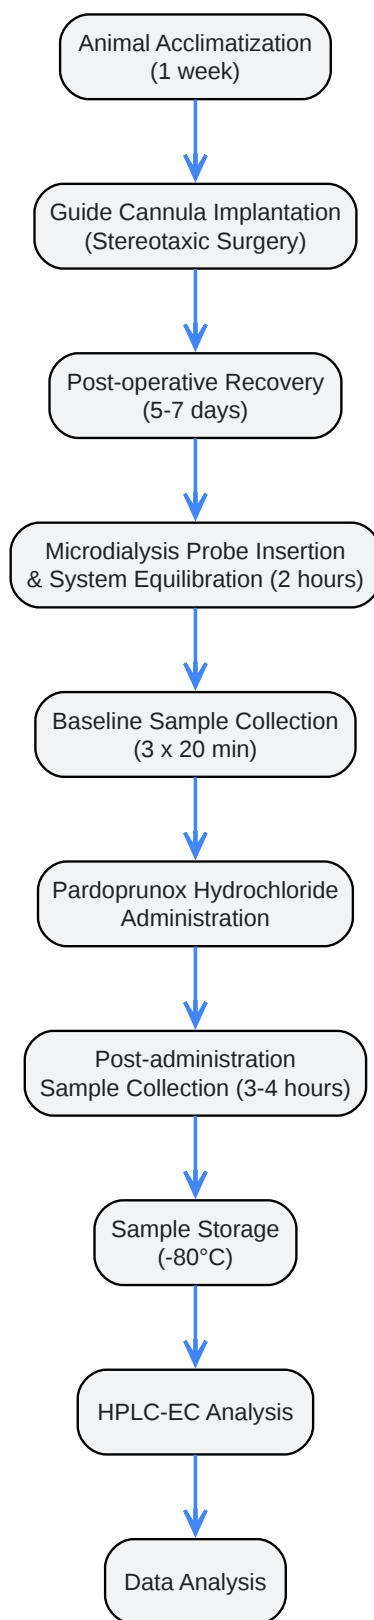 Animal Acclimatization
(1 week)
Guide Cannula Implantation
(Stereotaxic Surgery)
Post-operative Recovery
(5-7 days)
Microdialysis Probe Insertion
& System Equilibration (2 hours)
Baseline Sample Collection
(3 x 20 min)
Pardoprunox Hydrochloride
Administration
Post-administration
Sample Collection (3-4 hours)
Sample Storage
(-80°C)
HPLC-EC Analysis
Data Analysis